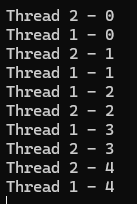 Thread 2 - 0
Thread 1 - 0
Thread 2 - 1
Thread 1 - 1
Thread 1 - 2
Thread 2 - 2
Thread 1 - 3
Thread 2 - 3
Thread 2 - 4
Thread 1 - 4